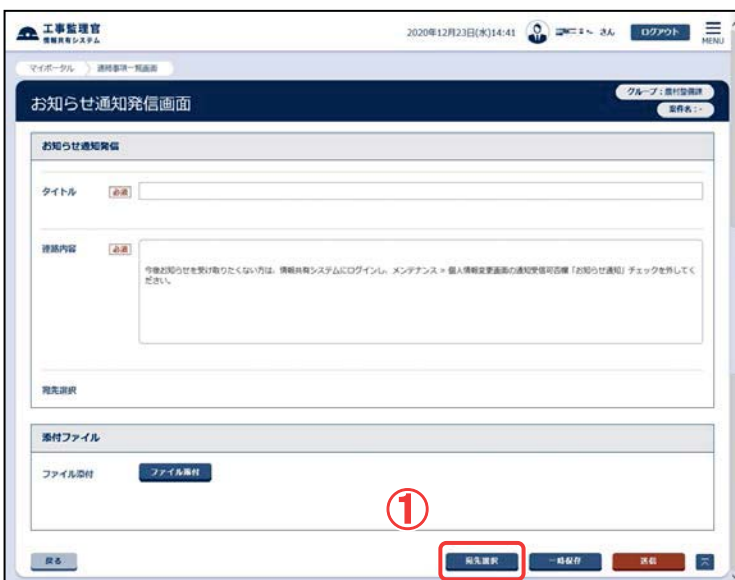 工事監理官
情報共有システム
2020年12月23日(水)14:41
さん
ログアウト
MENU
マイポータル
連絡事項一覧画面
お知らせ通知発信画面
グループ：農村整備課
案件名：-
お知らせ通知発信
タイトル
必須
連絡内容
必須
今後お知らせを受け取りたくない方は、情報共有システムにログインし、メンテナンス > 個人情報変更画面の通知受信可否欄「お知らせ通知」チェックを外してく
ださい。
宛先選択
添付ファイル
ファイル添付
ファイル添付
①
戻る
宛先選択
一時保存
送信